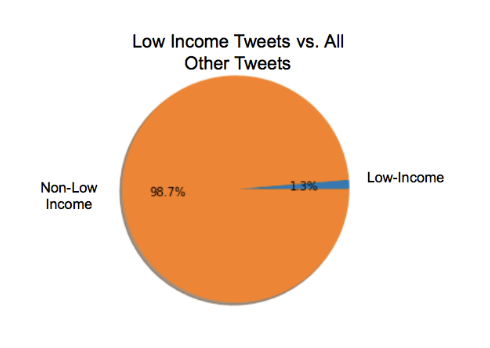 Low Income Tweets vs. All
Other Tweets
Non-Low
Income
98.7%
1.3%
Low-Income